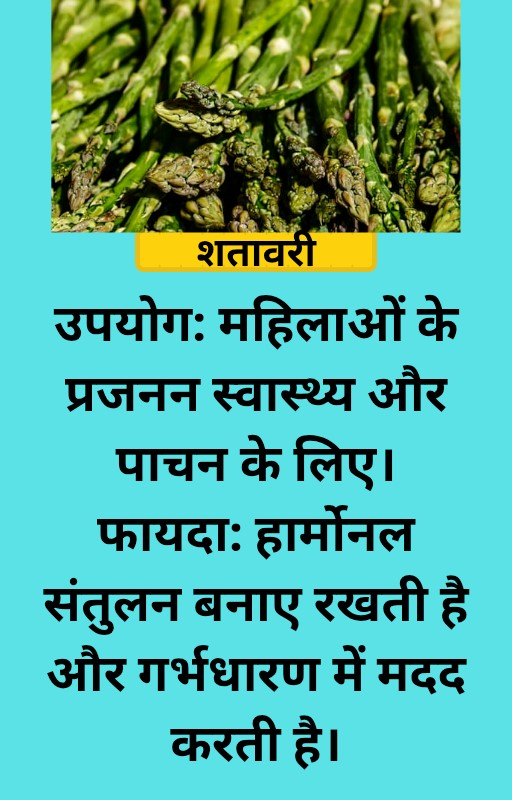 शतावरी
उपयोग: महिलाओं के
प्रजनन स्वास्थ्य और
पाचन के लिए।
फायदा: हार्मोनल
संतुलन बनाए रखती है
और गर्भधारण में मदद
करती है।